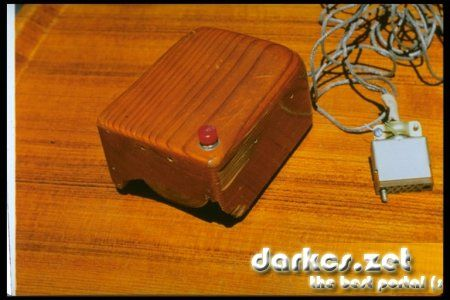 darkcs.zet
the best portal is